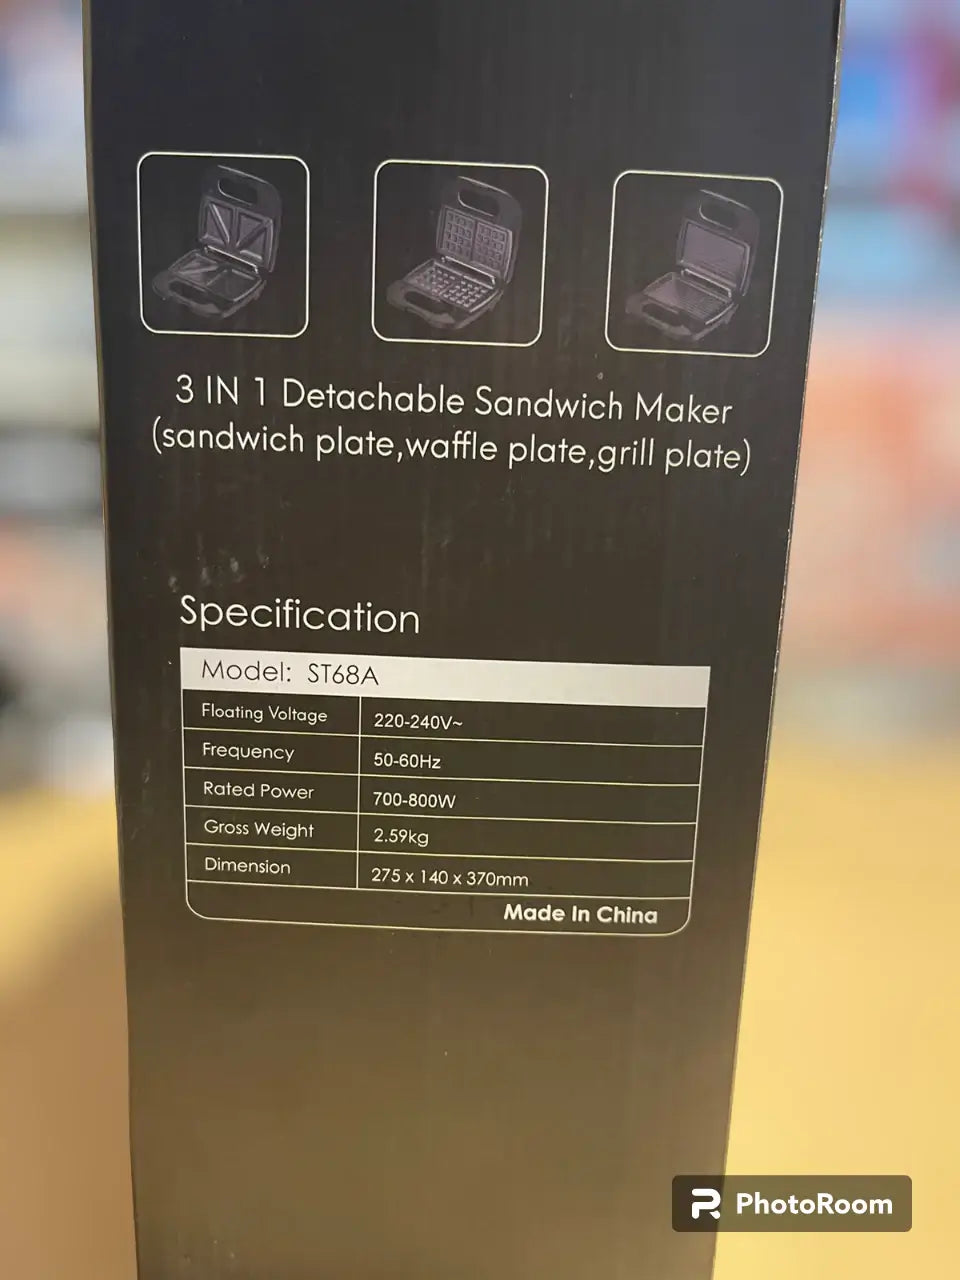 3 IN 1 Detachable Sandwich Maker
(sandwich plate,waffle plate,grill plate)
Specification
Model: ST68A
Floating Voltage 220-240V~
Frequency 50-60Hz
Rated Power 700-800W
Gross Weight 2.59kg
Dimension 275 x 140 x 370mm
Made In China
PhotoRoom